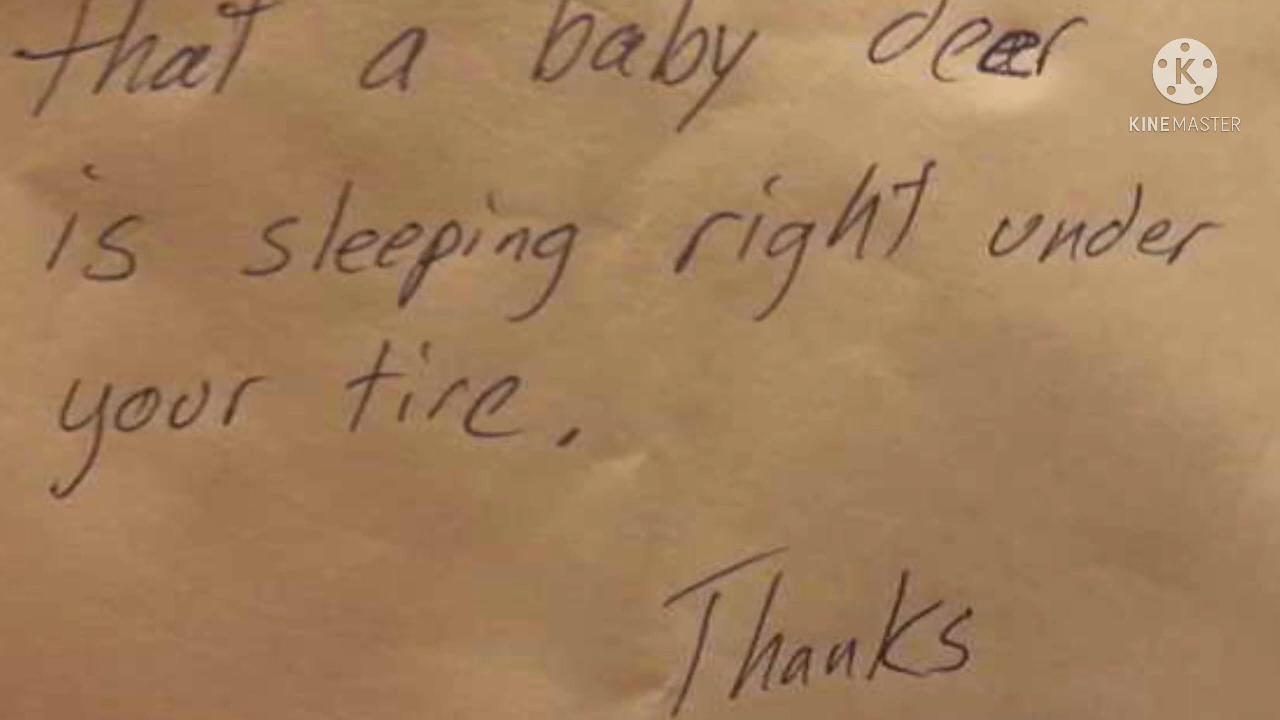 that a baby deer
K
KINEMASTER
is sleeping right under
your tire.
Thanks